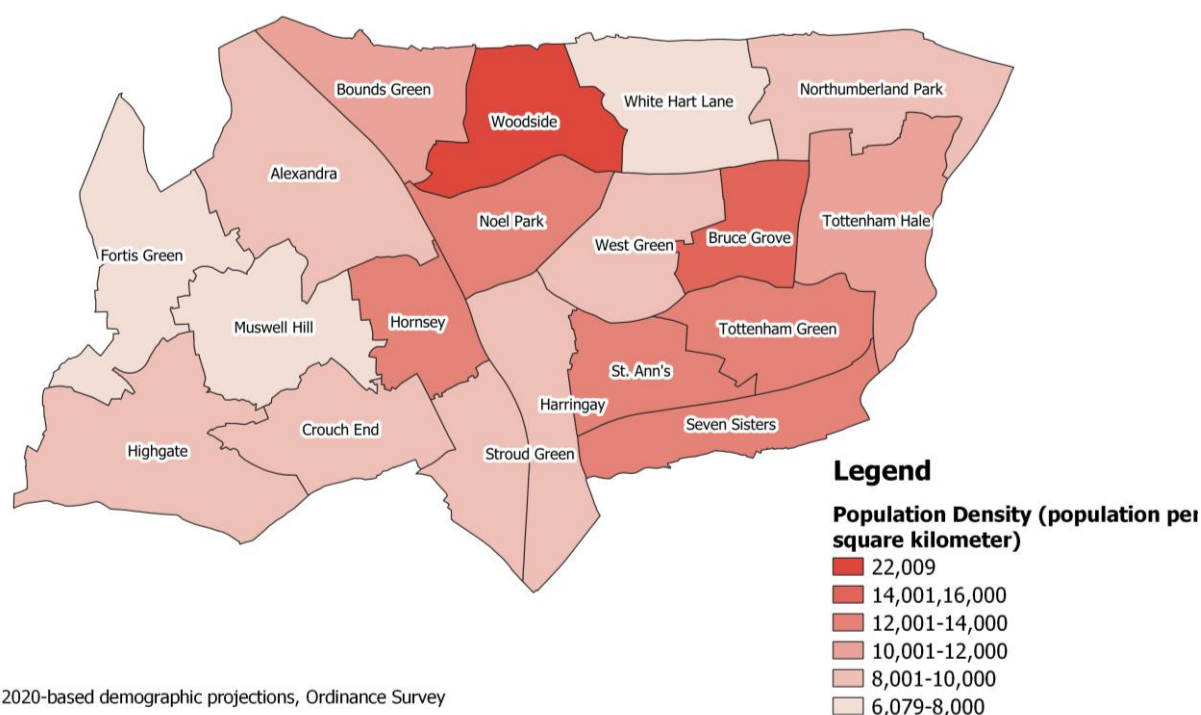 Bounds Green
Woodside
White Hart Lane
Northumberland Park
Alexandra
Noel Park
West Green
Bruce Grove
Tottenham Hale
Fortis Green
Muswell Hill
Hornsey
Tottenham Green
St. Ann's
Harringay
Seven Sisters
Crouch End
Highgate
Stroud Green
Legend
Population Density (population per
square kilometer)
22,009
14,001,16,000
12,001-14,000
10,001-12,000
8,001-10,000
6,079-8,000
2020-based demographic projections, Ordinance Survey